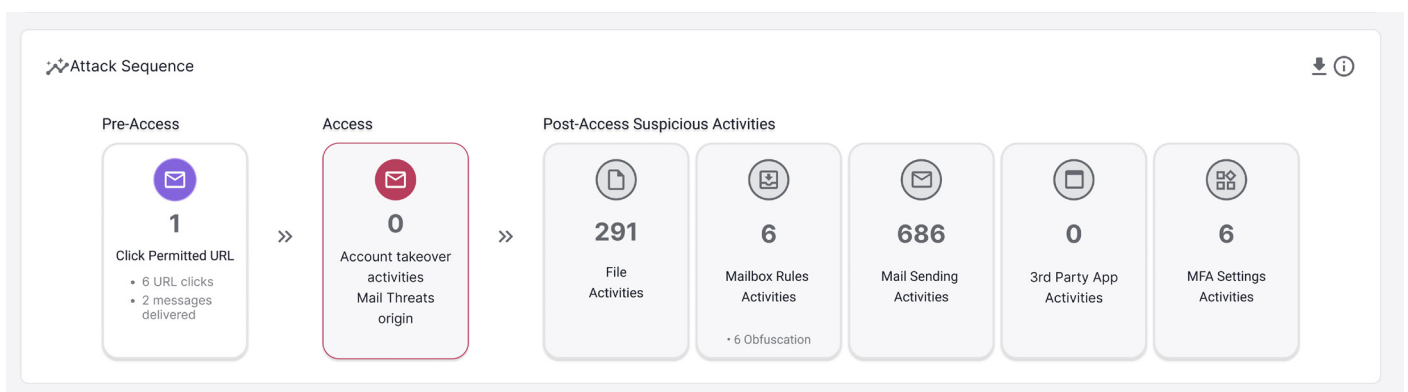 Attack Sequence
Pre-Access
Access
Post-Access Suspicious Activities
1
Click Permitted URL
• 6 URL clicks
• 2 messages
delivered
0
Account takeover
activities
Mail Threats
origin
291
File
Activities
6
Mailbox Rules
Activities
• 6 Obfuscation
686
Mail Sending
Activities
0
3rd Party App
Activities
6
MFA Settings
Activities